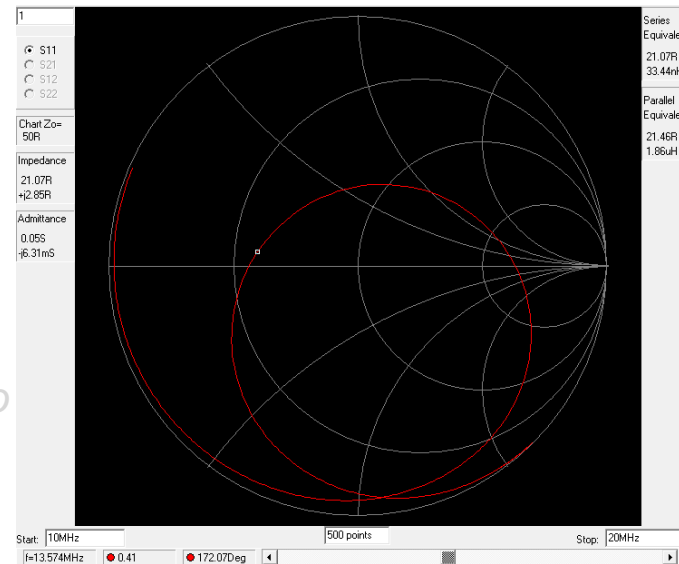 1
S11
S21
S12
S22
Chart Zo=
50R
Impedance
21.07R
+j2.85R
Admittance
0.05S
-j6.31mS
Series
Equivale
21.07R
33.44nH
Parallel
Equivale
21.46R
1.86uH
Start: 10MHz
500 points
Stop: 20MHz
f=13.574MHz
0.41
172.07Deg